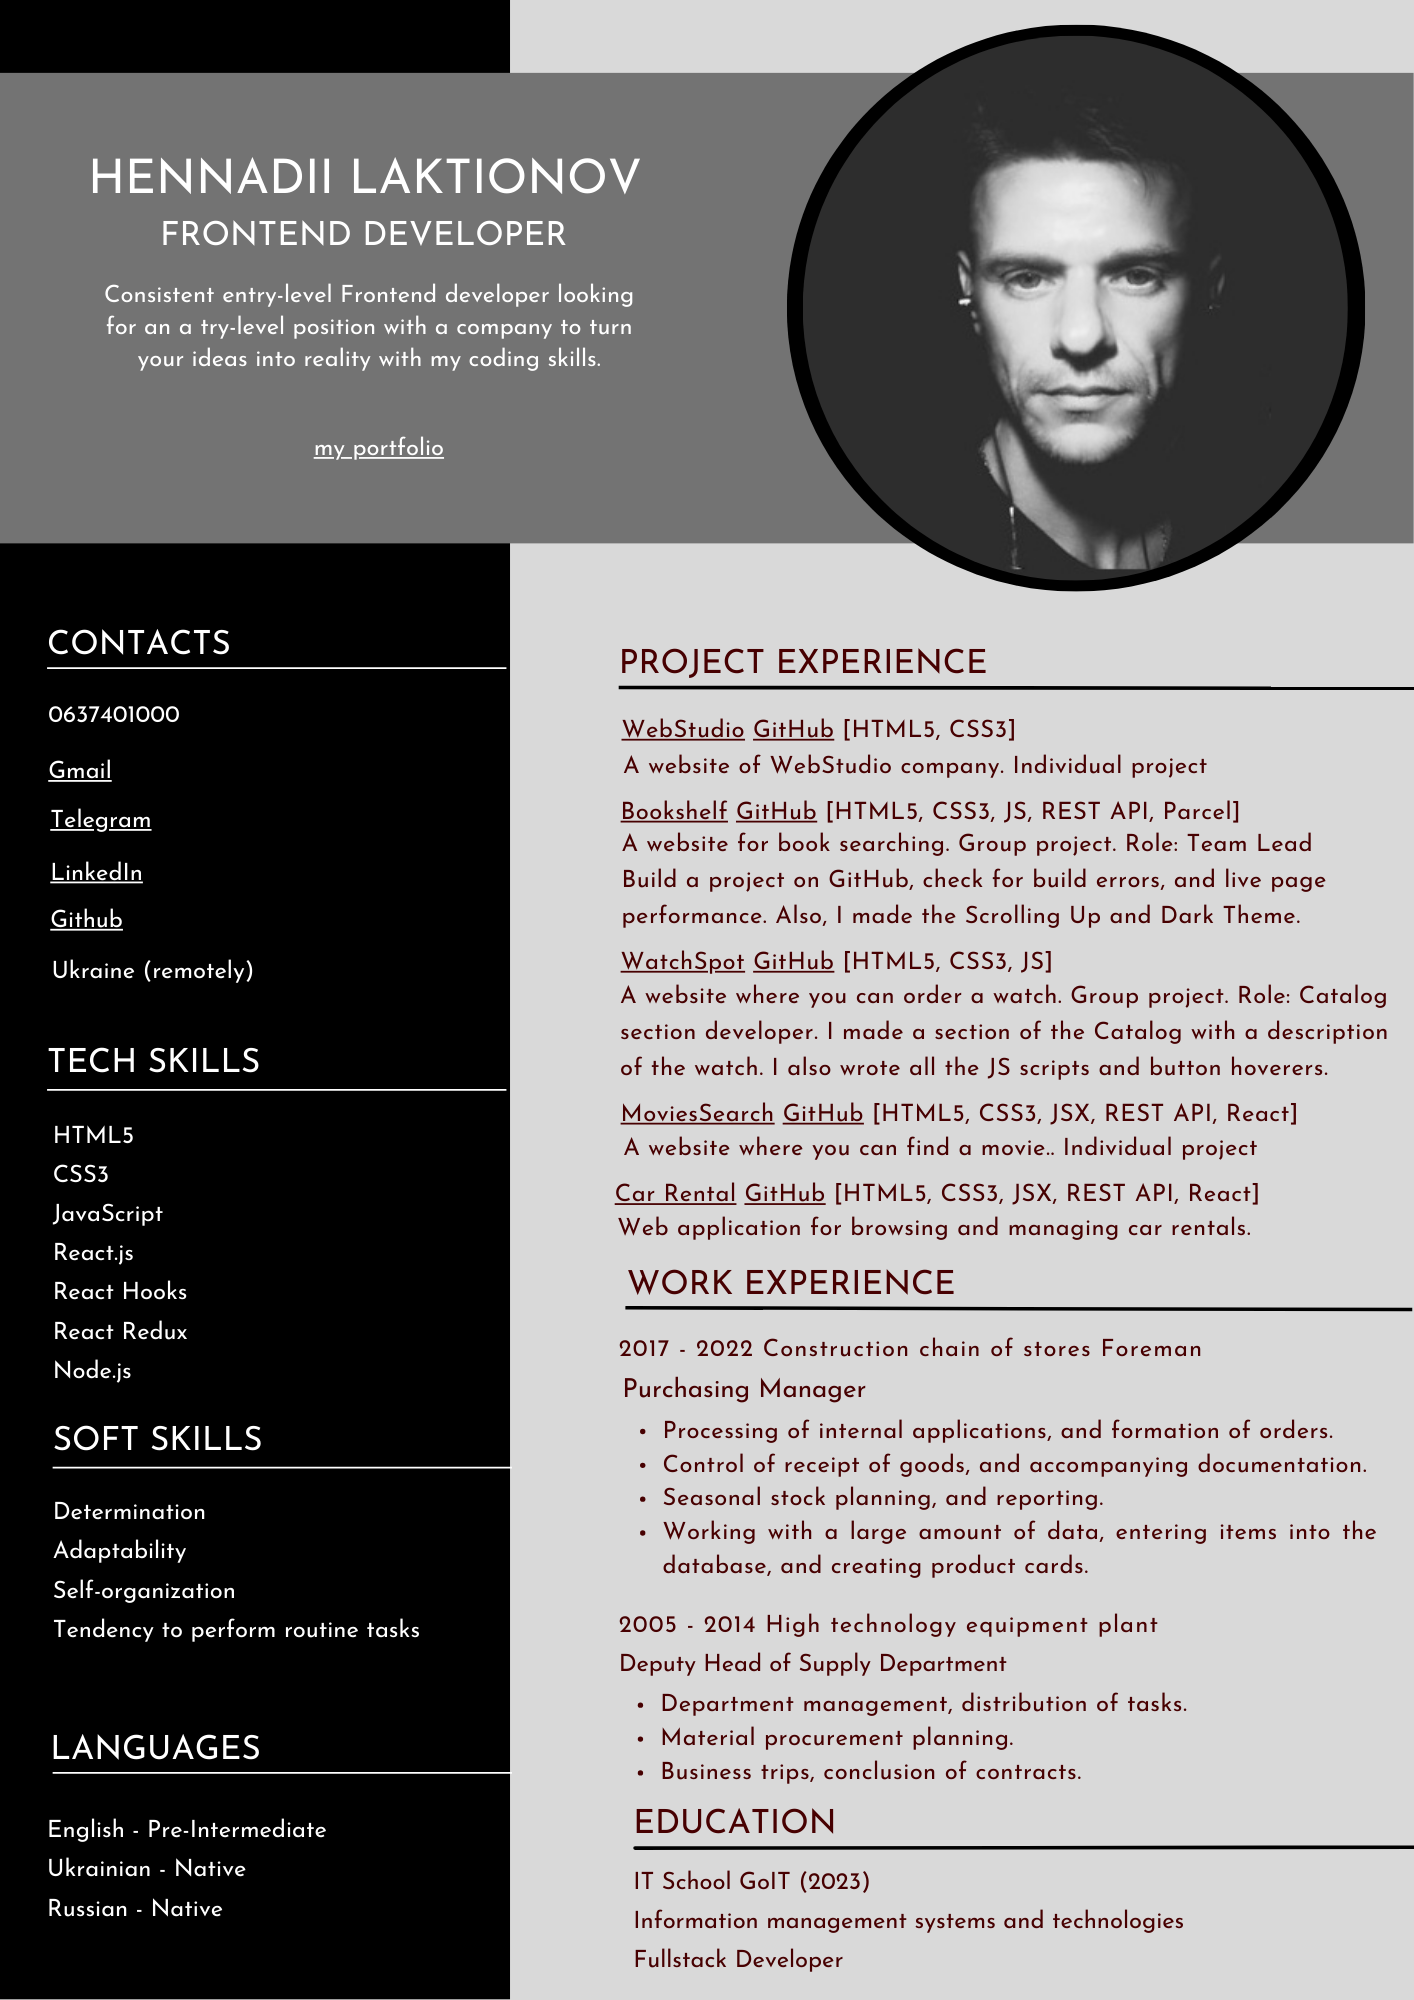 HENNADII LAKTIONOV
FRONTEND DEVELOPER
Consistent entry-level Frontend developer looking
for an a try-level position with a company to turn
your ideas into reality with my coding skills.
my portfolio
CONTACTS
0637401000
Gmail
Telegram
LinkedIn
Github
Ukraine (remotely)
TECH SKILLS
HTML5
CSS3
JavaScript
React.js
React Hooks
React Redux
Node.js
SOFT SKILLS
Determination
Adaptability
Self-organization
Tendency to perform routine tasks
LANGUAGES
English - Pre-Intermediate
Ukrainian - Native
Russian - Native
PROJECT EXPERIENCE
WebStudio GitHub [HTML5, CSS3]
A website of WebStudio company. Individual project
Bookshelf GitHub [HTML5, CSS3, JS, REST API, Parcel]
A website for book searching. Group project. Role: Team Lead
Build a project on GitHub, check for build errors, and live page
performance. Also, I made the Scrolling Up and Dark Theme.
WatchSpot GitHub [HTML5, CSS3, JS]
A website where you can order a watch. Group project. Role: Catalog
section developer. I made a section of the Catalog with a description
of the watch. I also wrote all the JS scripts and button hoverers.
MoviesSearch GitHub [HTML5, CSS3, JSX, REST API, React]
A website where you can find a movie.. Individual project
Car Rental GitHub [HTML5, CSS3, JSX, REST API, React]
Web application for browsing and managing car rentals.
WORK EXPERIENCE
2017 - 2022 Construction chain of stores Foreman
Purchasing Manager
• Processing of internal applications, and formation of orders.
• Control of receipt of goods, and accompanying documentation.
• Seasonal stock planning, and reporting.
• Working with a large amount of data, entering items into the
database, and creating product cards.
2005 - 2014 High technology equipment plant
Deputy Head of Supply Department
• Department management, distribution of tasks.
• Material procurement planning.
• Business trips, conclusion of contracts.
EDUCATION
IT School GoIT (2023)
Information management systems and technologies
Fullstack Developer